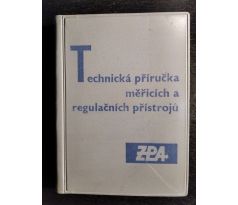 Technická příručka
měřicích a
regulačních přístrojů
ZPA